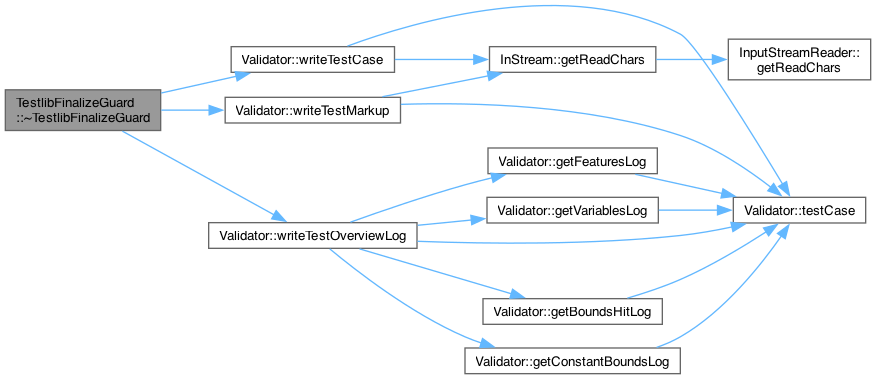 TestlibFinalizeGuard
::~TestlibFinalizeGuard
Validator::writeTestCase
Validator::writeTestMarkup
Validator::writeTestOverviewLog
InStream::getReadChars
Validator::getFeaturesLog
Validator::getVariablesLog
Validator::getBoundsHitLog
Validator::getConstantBoundsLog
InputStreamReader::
getReadChars
Validator::testCase